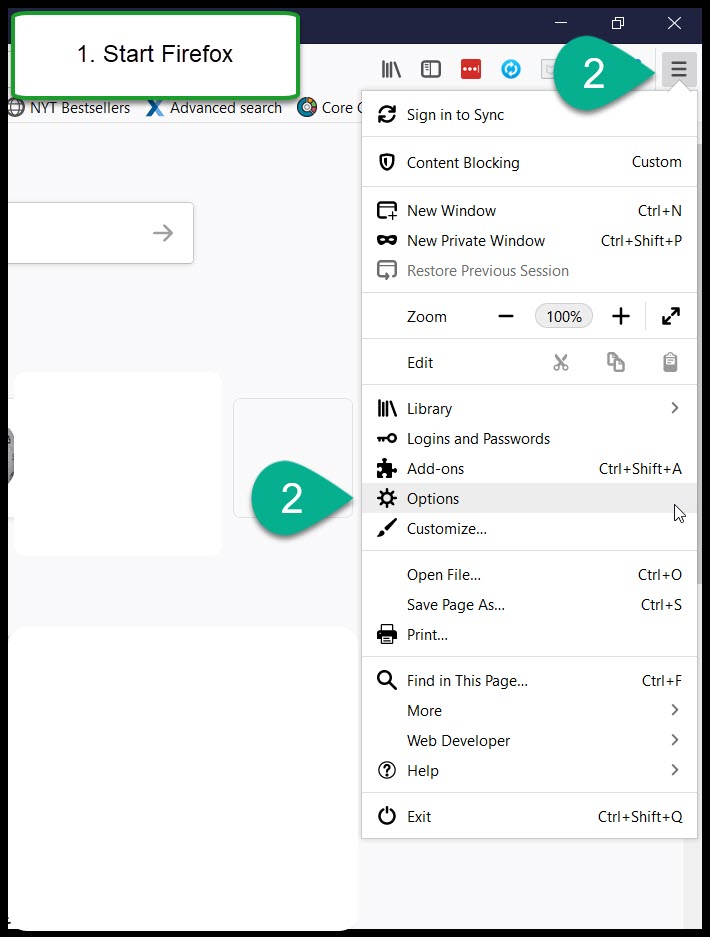 1. Start Firefox
2
NYT Bestsellers Advanced search Core
Sign in to Sync
Content Blocking Custom
New Window Ctrl+N
New Private Window Ctrl+Shift+P
Restore Previous Session
Zoom 100%
Edit
Library
Logins and Passwords
Add-ons Ctrl+Shift+A
2
Options
Customize...
Open File... Ctrl+O
Save Page As... Ctrl+S
Print...
Find in This Page... Ctrl+F
More
Web Developer
Help
Exit Ctrl+Shift+Q